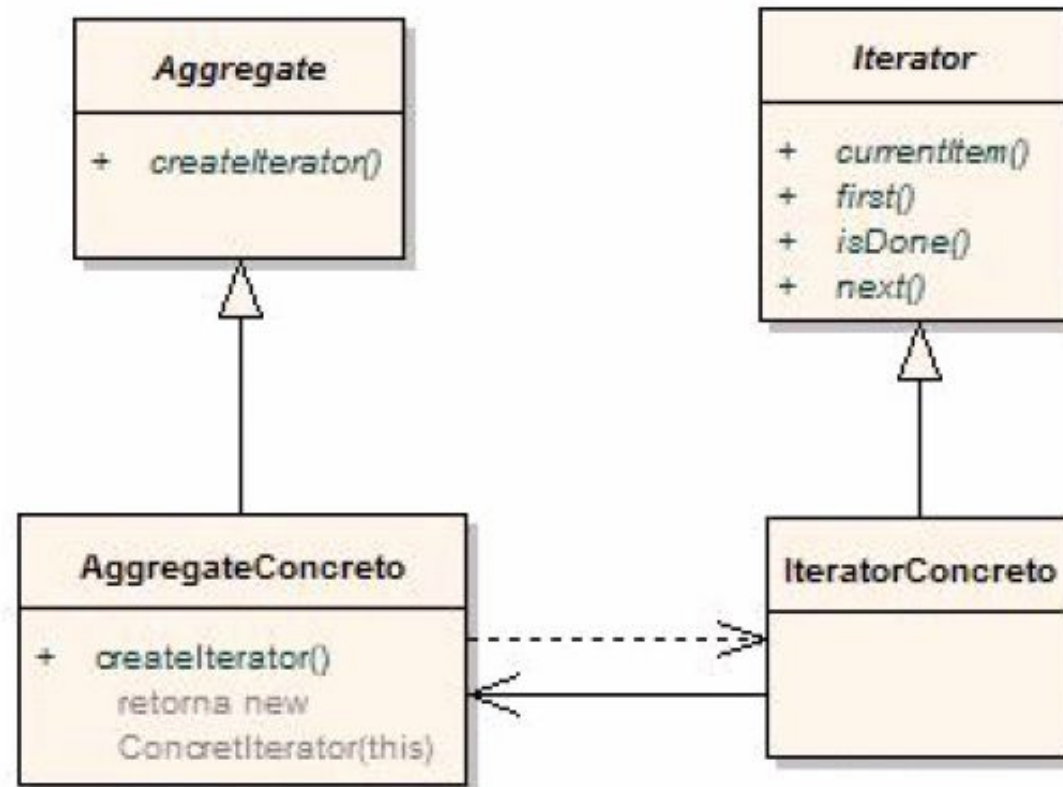 Aggregate
+ createIterator()
Iterator
+ currentItem()
+ first()
+ isDone()
+ next()
AggregateConcreto
+ createIterator()
retorna new
ConcretIterator(this)
IteratorConcreto